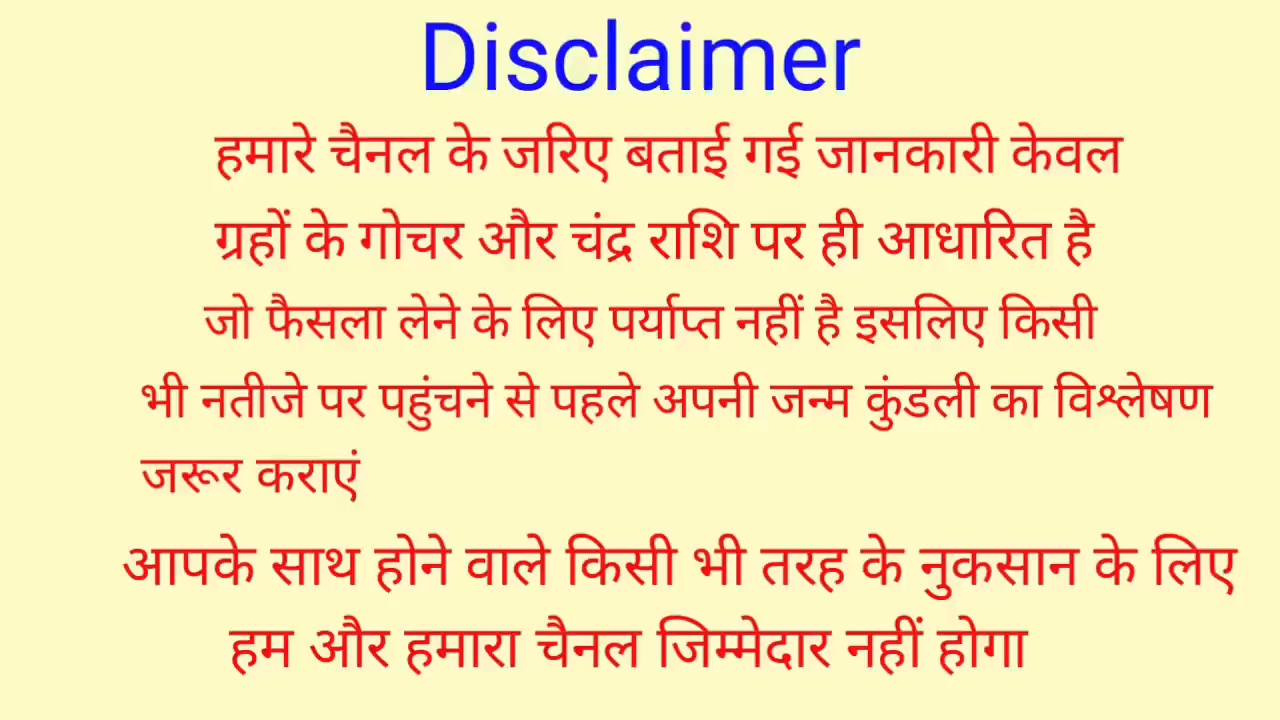 Disclaimer
हमारे चैनल के जरिए बताई गई जानकारी केवल
ग्रहों के गोचर और चंद्र राशि पर ही आधारित है
जो फैसला लेने के लिए पर्याप्त नहीं है इसलिए किसी
भी नतीजे पर पहुंचने से पहले अपनी जन्म कुंडली का विश्लेषण
जरूर कराएं
आपके साथ होने वाले किसी भी तरह के नुकसान के लिए
हम और हमारा चैनल जिम्मेदार नहीं होगा